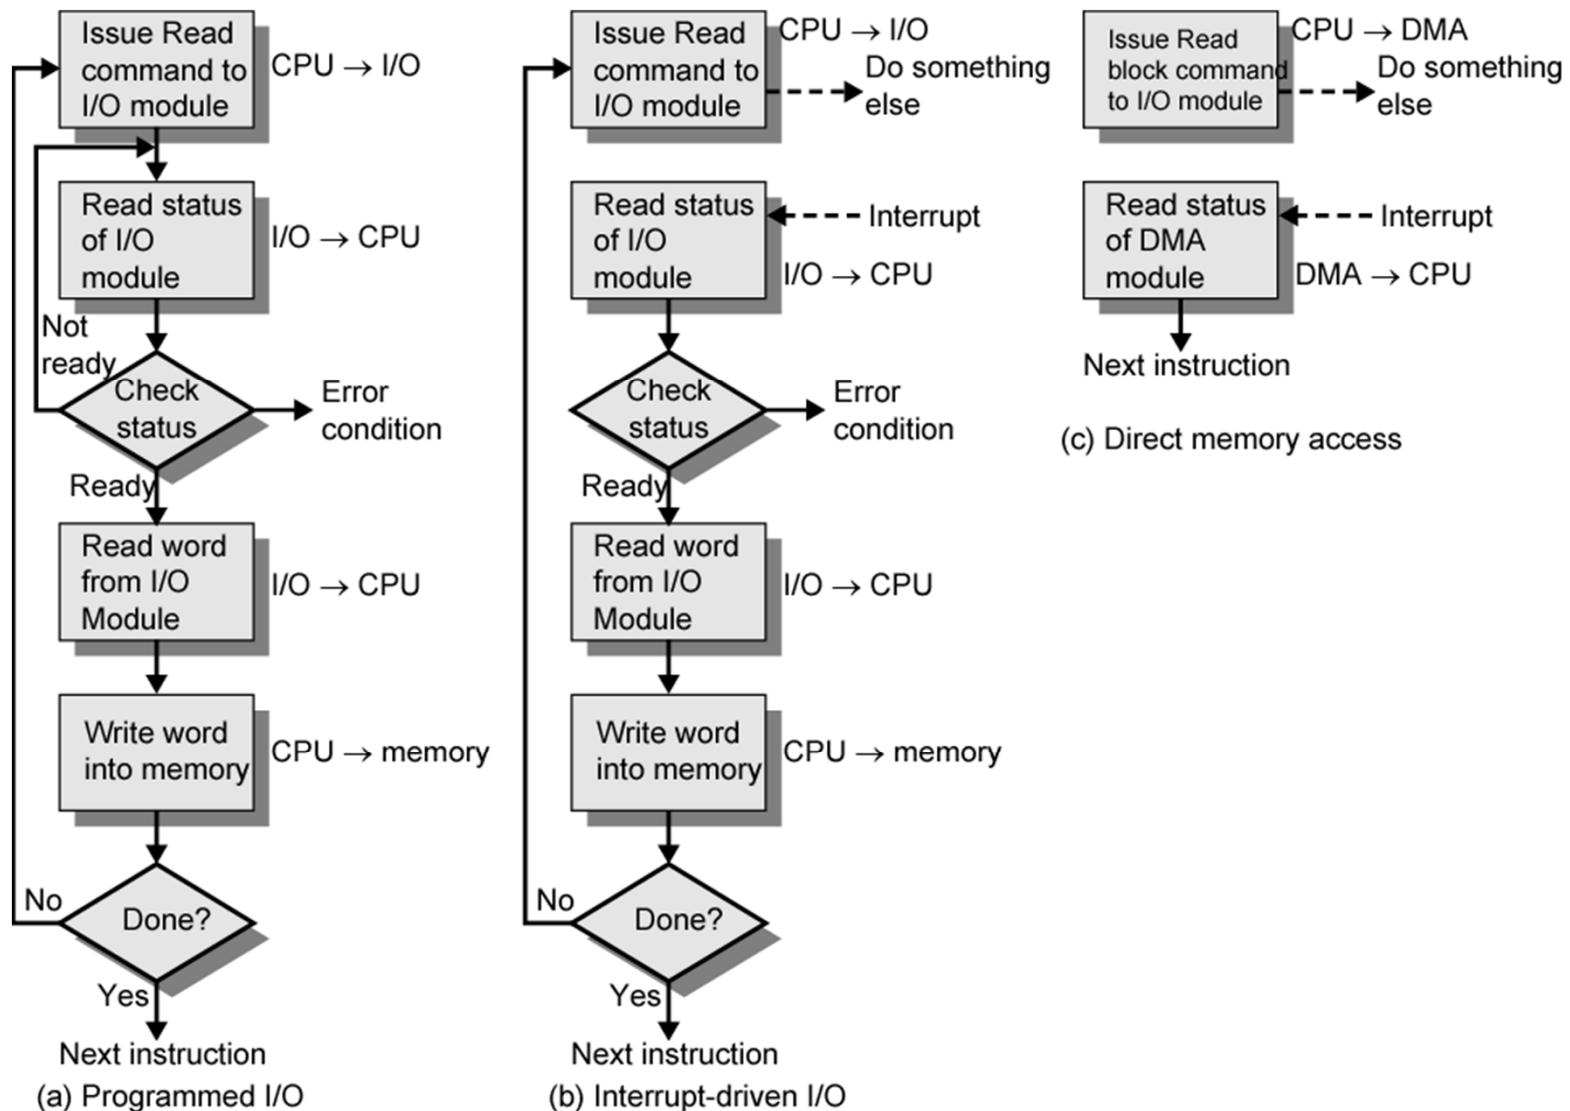 Issue Read
command to
I/O module
CPU → I/O
Read status
of I/O
module
I/O → CPU
Not
ready
Check
status
Error
condition
Ready
Read word
from I/O
Module
I/O → CPU
Write word
into memory
CPU → memory
No
Done?
Yes
Next instruction
(a) Programmed I/O
Issue Read
command to
I/O module
CPU → I/O
Do something
else
Read status
of I/O
module
Interrupt
I/O → CPU
Check
status
Error
condition
Ready
Read word
from I/O
Module
I/O → CPU
Write word
into memory
CPU → memory
No
Done?
Yes
Next instruction
(b) Interrupt-driven I/O
Issue Read
block command
to I/O module
CPU → DMA
Do something
else
Read status
of DMA
module
Interrupt
DMA → CPU
Next instruction
(c) Direct memory access